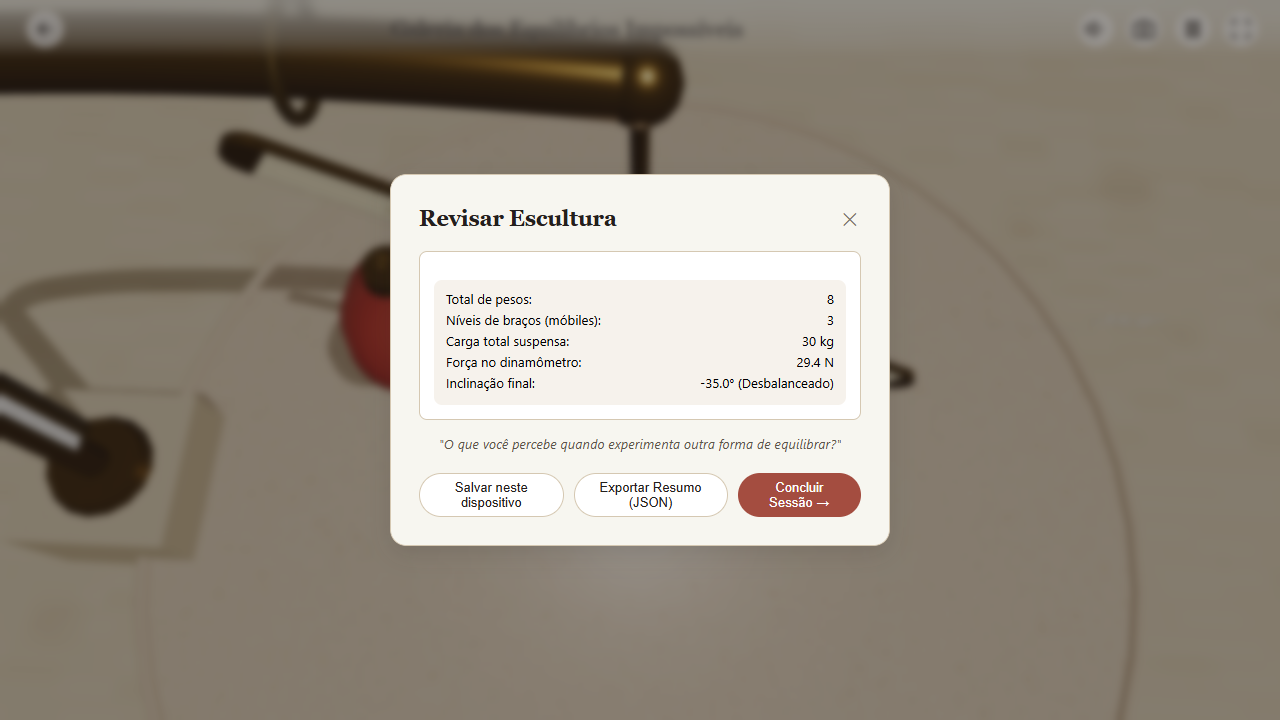 Revisar Escultura
Total de pesos: 8
Níveis de braços (móbiles): 3
Carga total suspensa: 30 kg
Força no dinamômetro: 29.4 N
Inclinação final: -35.0° (Desbalanceado)
"O que você percebe quando experimenta outra forma de equilibrar?"
Salvar neste
dispositivo
Exportar Resumo
(JSON)
Concluir
Sessão →